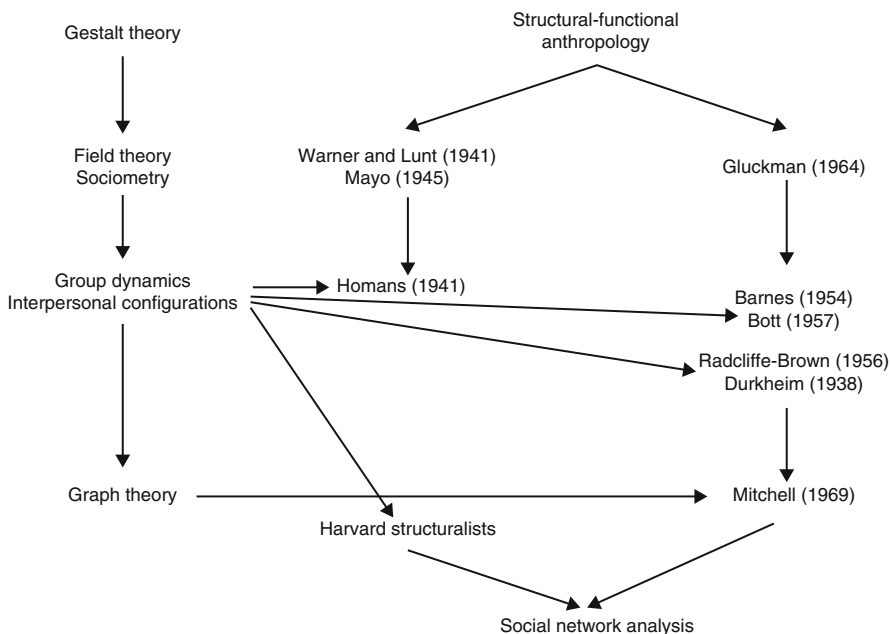 Gestalt theory
Structural-functional
anthropology
Field theory
Sociometry
Warner and Lunt (1941)
Mayo (1945)
Gluckman (1964)
Group dynamics
Interpersonal configurations
Homans (1941)
Barnes (1954)
Bott (1957)
Radcliffe-Brown (1956)
Durkheim (1938)
Graph theory
Mitchell (1969)
Harvard structuralists
Social network analysis